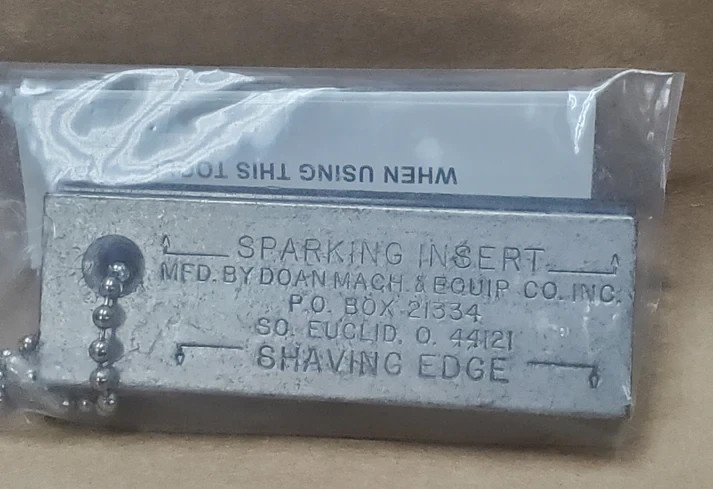 WHEN USING THIS TOOL
SPARKING INSERT
MFD. BY DOAN MACH. & EQUIP CO. INC.
P.O. BOX 21334
SO. EUCLID, O. 44121
SHAVING EDGE